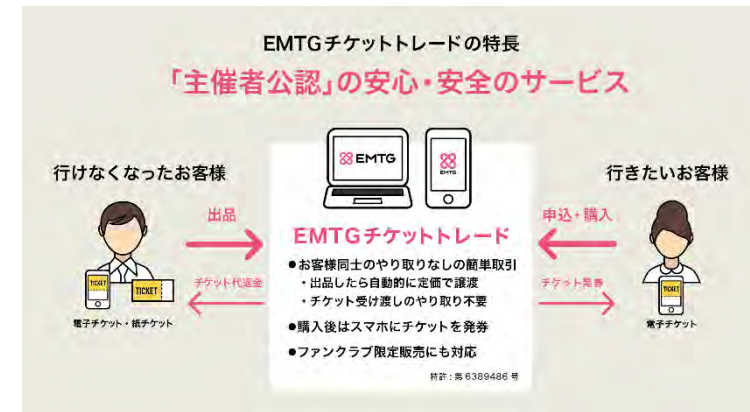 EMTGチケットトレードの特長
「主催者公認」の安心・安全のサービス
行けなくなったお客様
行きたいお客様
EMTG
EMTG
出品
申込・購入
EMTGチケットトレード
●お客様同士のやり取りなしの簡単取引
・出品したら自動的に定価で譲渡
・チケット受け渡しのやり取り不要
チケット代返金
チケット発券
TICKET
TICKET
TICKET
電子チケット・紙チケット
電子チケット
●購入後はスマホにチケットを発券
●ファンクラブ限定販売にも対応
特許：第6389486号